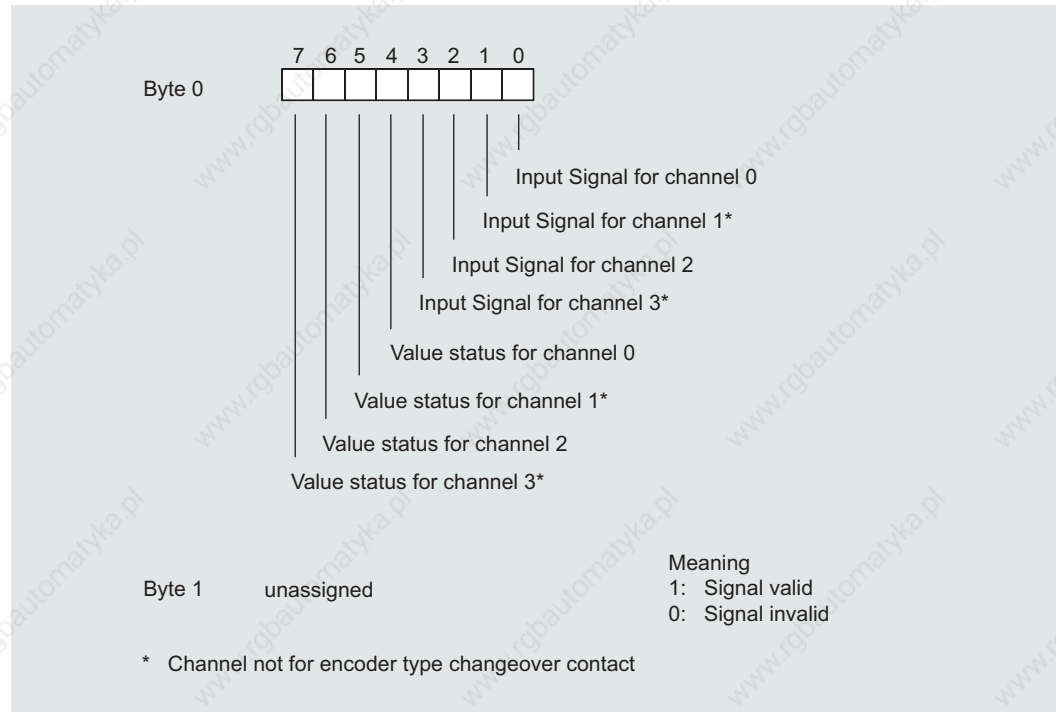 7 6 5 4 3 2 1 0
Byte 0
Input Signal for channel 0
Input Signal for channel 1*
Input Signal for channel 2
Input Signal for channel 3*
Value status for channel 0
Value status for channel 1*
Value status for channel 2
Value status for channel 3*
Meaning
Byte 1 unassigned
1: Signal valid
0: Signal invalid
* Channel not for encoder type changeover contact
www.rgbautomatyka.pl